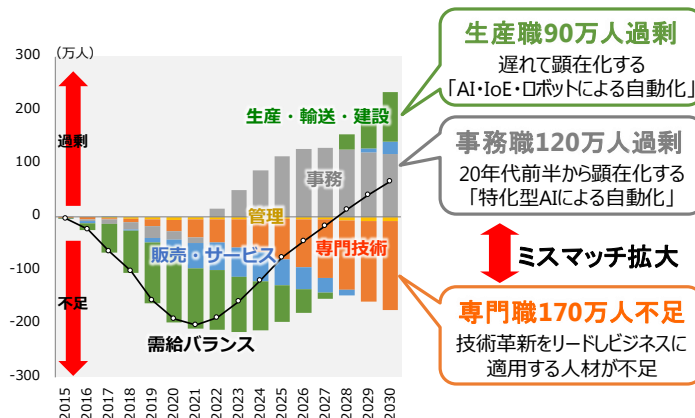 (万人)
300
200
100
0
-100
-200
-300
過剰
不足
生産・輸送・建設
事務
管理
販売・サービス
専門技術
需給バランス
2015
2016
2017
2018
2019
2020
2021
2022
2023
2024
2025
2026
2027
2028
2029
2030
生産職90万人過剰
遅れて顕在化する
「AI・IoE・ロボットによる自動化」
事務職120万人過剰
20年代前半から顕在化する
「特化型AIによる自動化」
ミスマッチ拡大
専門職170万人不足
技術革新をリードしビジネスに
適用する人材が不足